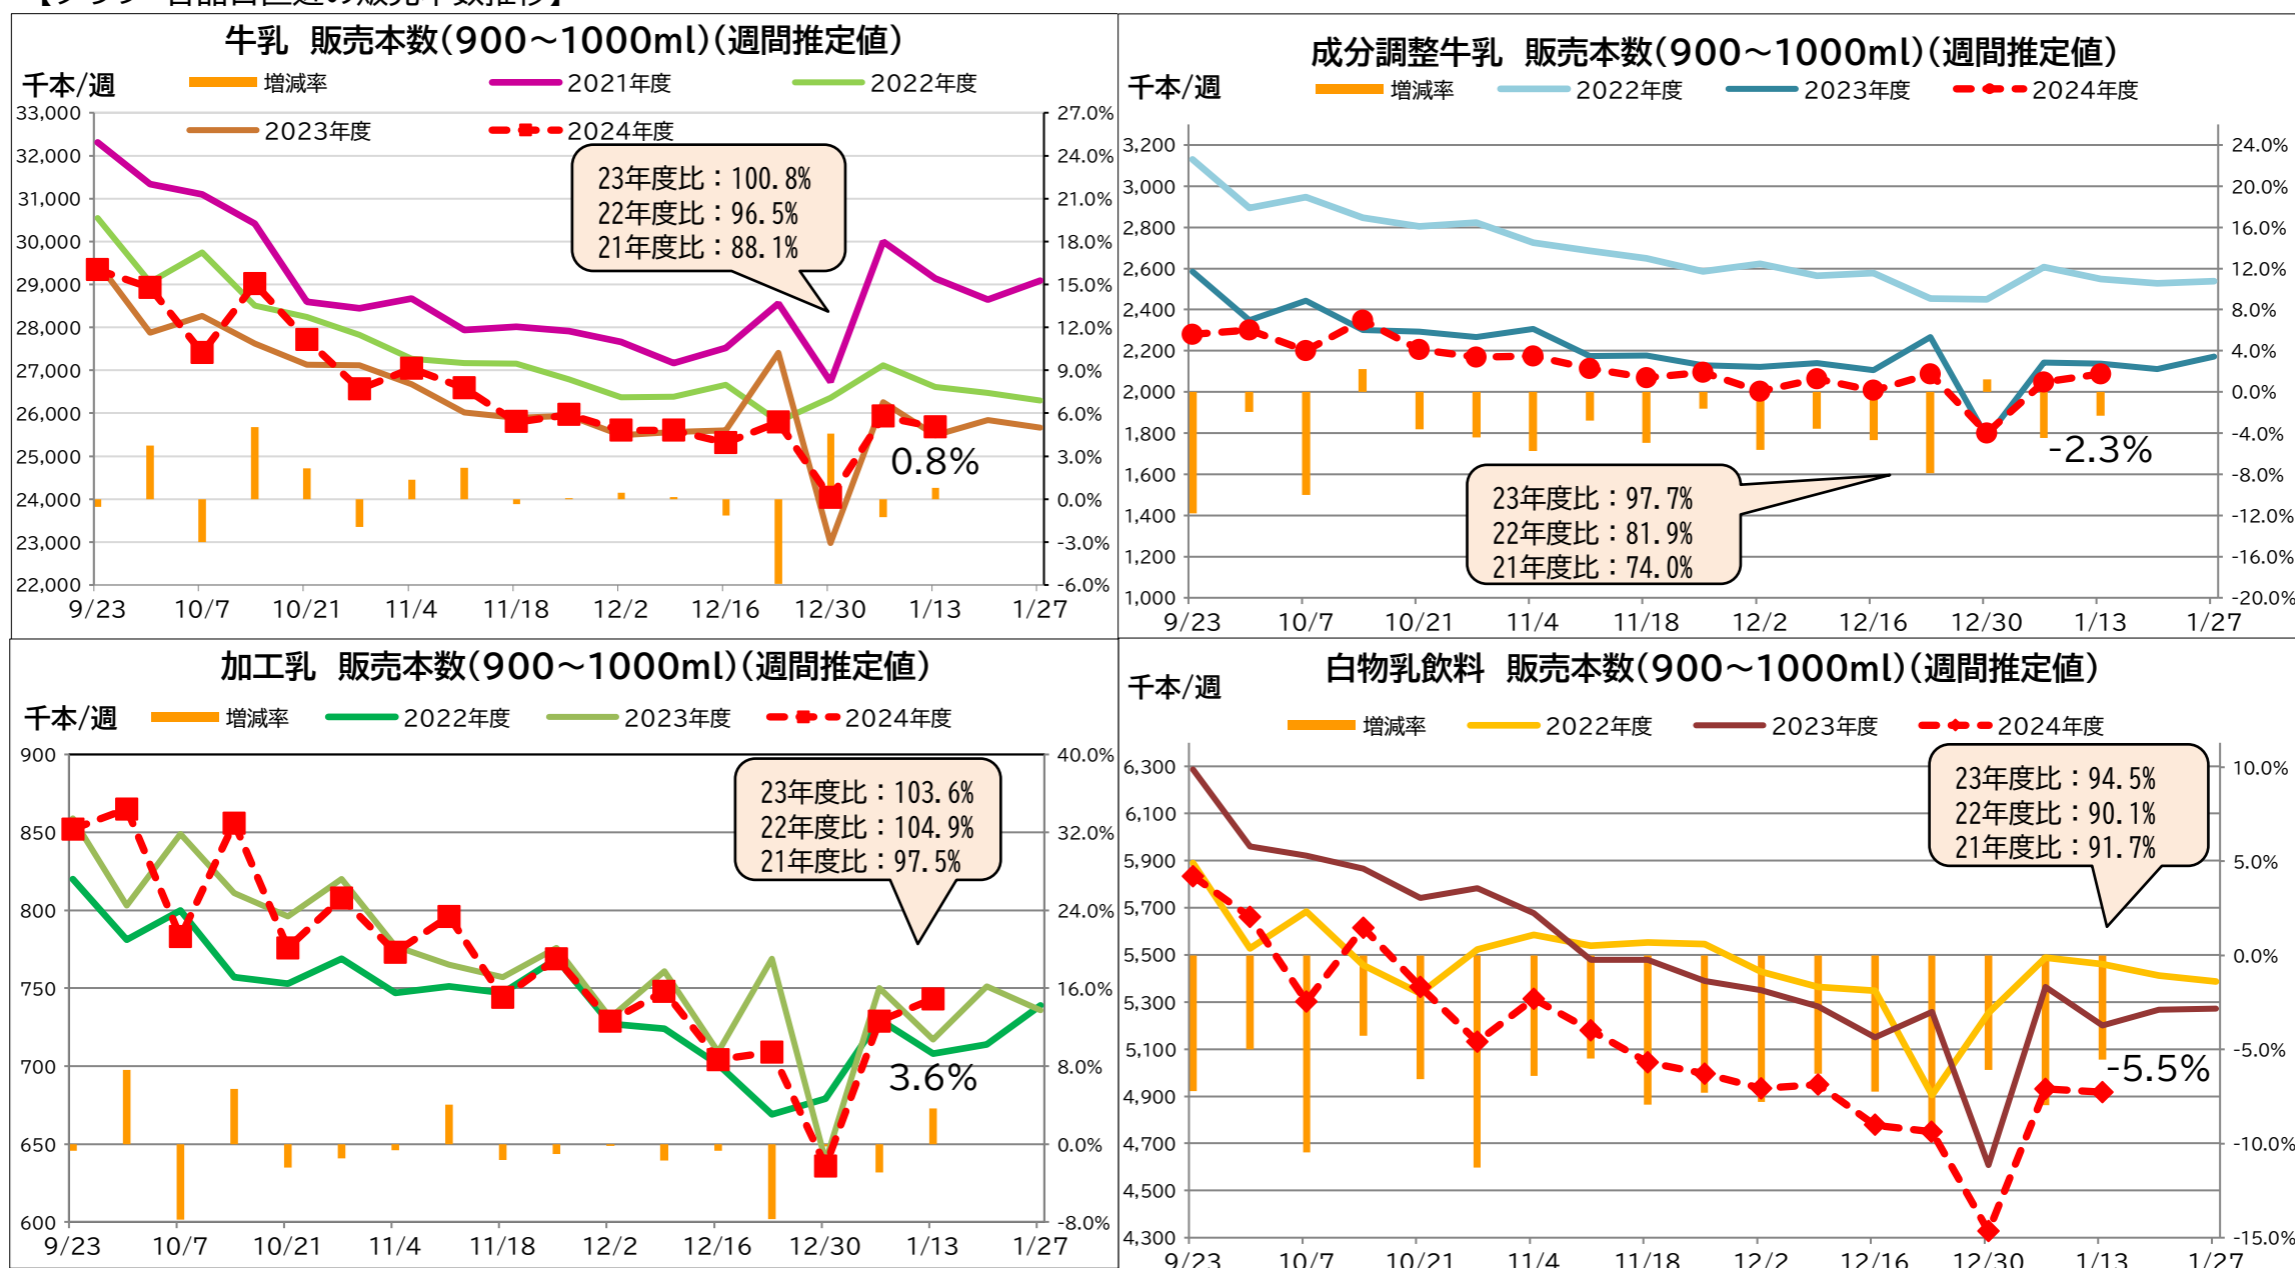 牛乳　販売本数(900～1000ml)(週間推定値)
千本/週
増減率
2021年度
2022年度
2023年度
2024年度
33,000
32,000
31,000
30,000
29,000
28,000
27,000
26,000
25,000
24,000
23,000
22,000
27.0%
24.0%
21.0%
18.0%
15.0%
12.0%
9.0%
6.0%
3.0%
0.0%
-3.0%
-6.0%
23年度比：100.8%
22年度比：96.5%
21年度比：88.1%
0.8%
9/23 10/7 10/21 11/4 11/18 12/2 12/16 12/30 1/13 1/27
成分調整牛乳　販売本数(900～1000ml)(週間推定値)
千本/週
増減率
2022年度
2023年度
2024年度
3,200
3,000
2,800
2,600
2,400
2,200
2,000
1,800
1,600
1,400
1,200
1,000
24.0%
20.0%
16.0%
12.0%
8.0%
4.0%
0.0%
-4.0%
-8.0%
-12.0%
-16.0%
-20.0%
-2.3%
23年度比：97.7%
22年度比：81.9%
21年度比：74.0%
9/23 10/7 10/21 11/4 11/18 12/2 12/16 12/30 1/13 1/27
加工乳　販売本数(900～1000ml)(週間推定値)
千本/週
増減率
2022年度
2023年度
2024年度
900
850
800
750
700
650
600
40.0%
32.0%
24.0%
16.0%
8.0%
0.0%
-8.0%
23年度比：103.6%
22年度比：104.9%
21年度比：97.5%
3.6%
9/23 10/7 10/21 11/4 11/18 12/2 12/16 12/30 1/13 1/27
白物乳飲料　販売本数(900～1000ml)(週間推定値)
千本/週
増減率
2022年度
2023年度
2024年度
6,300
6,100
5,900
5,700
5,500
5,300
5,100
4,900
4,700
4,500
4,300
10.0%
5.0%
0.0%
-5.0%
-10.0%
-15.0%
23年度比：94.5%
22年度比：90.1%
21年度比：91.7%
-5.5%
9/23 10/7 10/21 11/4 11/18 12/2 12/16 12/30 1/13 1/27